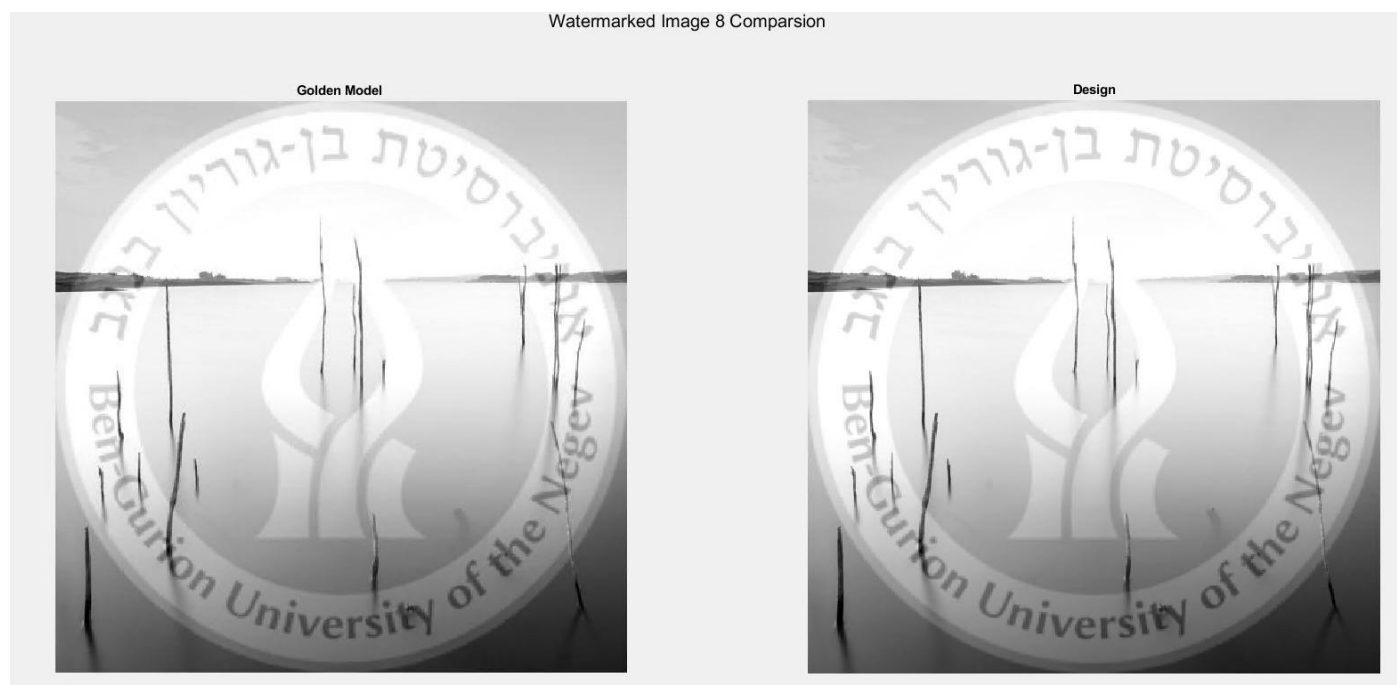 Watermarked Image 8 Comparsion
Golden Model
אוניברסיטת בן-גוריון בנגב
Ben-Gurion University of the Negev
Design
אוניברסיטת בן-גוריון בנגב
Ben-Gurion University of the Negev